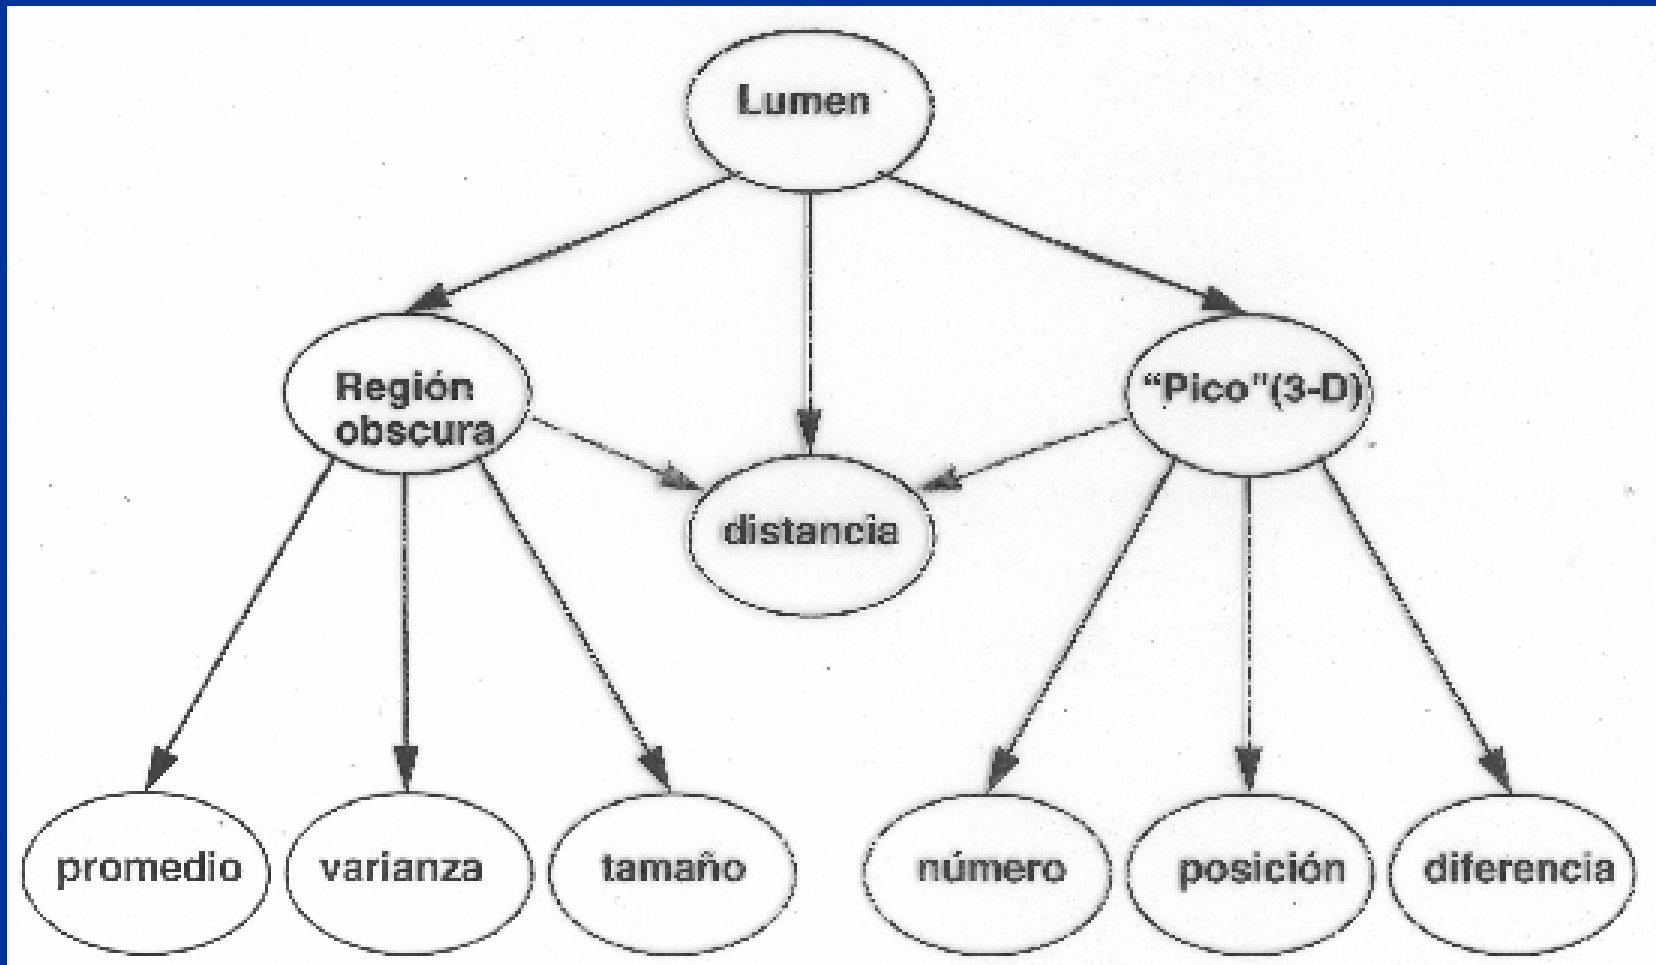 Lumen
Región
obscura
“Pico"(3-D)
distancia
promedio
varianza
tamaño
número
posición
diferencia